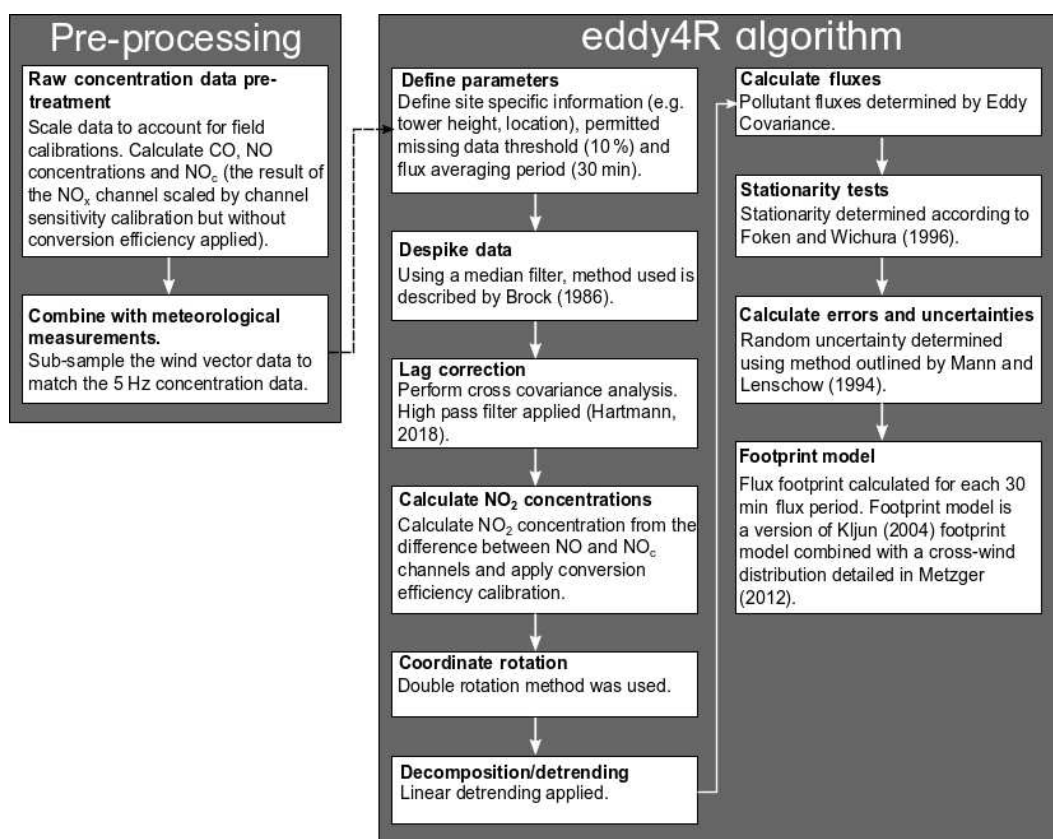 Pre-processing
Raw concentration data pre-
treatment
Scale data to account for field
calibrations. Calculate CO, NO
concentrations and NOc (the result of
the NOx channel scaled by channel
sensitivity calibration but without
conversion efficiency applied).
Combine with meteorological
measurements.
Sub-sample the wind vector data to
match the 5 Hz concentration data.
eddy4R algorithm
Define parameters
Define site specific information (e.g.
tower height, location), permitted
missing data threshold (10 %) and
flux averaging period (30 min).
Despike data
Using a median filter, method used is
described by Brock (1986).
Lag correction
Perform cross covariance analysis.
High pass filter applied (Hartmann,
2018).
Calculate NO2 concentrations
Calculate NO2 concentration from the
difference between NO and NOc
channels and apply conversion
efficiency calibration.
Coordinate rotation
Double rotation method was used.
Decomposition/detrending
Linear detrending applied.
Calculate fluxes
Pollutant fluxes determined by Eddy
Covariance.
Stationarity tests
Stationarity determined according to
Foken and Wichura (1996).
Calculate errors and uncertainties
Random uncertainty determined
using method outlined by Mann and
Lenschow (1994).
Footprint model
Flux footprint calculated for each 30
min flux period. Footprint model is
a version of Kljun (2004) footprint
model combined with a cross-wind
distribution detailed in Metzger
(2012).